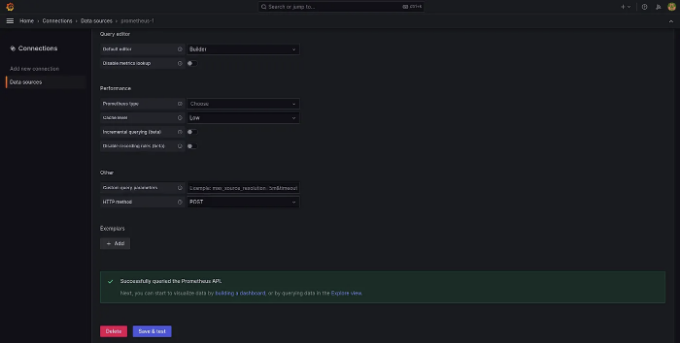 Search or jump to...
Home › Connections › Data sources › prometheus-1
Connections
Add new connection
Data sources
Query editor
Default editor
Builder
Disable metrics lookup
Performance
Prometheus type
Choose
Cache level
Low
Incremental querying (beta)
Disable recording rules (beta)
Other
Custom query parameters
Example: max_source_resolution=5m&timeout
HTTP method
POST
Exemplars
+ Add
Successfully queried the Prometheus API.
Next, you can start to visualize data by building a dashboard, or by querying data in the Explore view.
Delete
Save & test